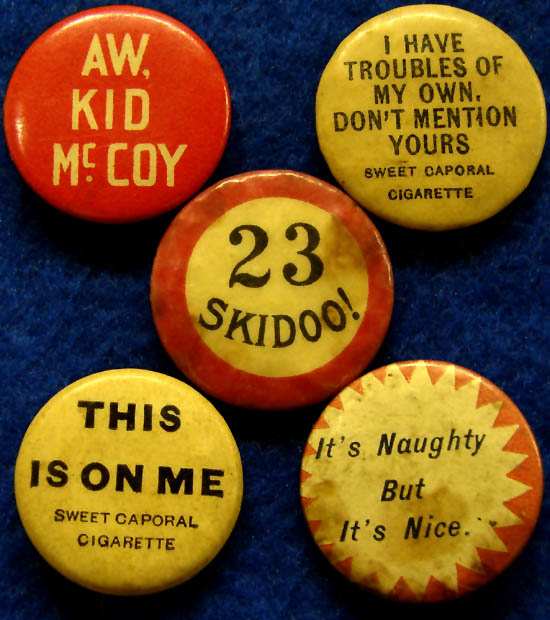 AW,
KID
Mc. COY
I HAVE
TROUBLES OF
MY OWN.
DON'T MENTION
YOURS
SWEET CAPORAL
CIGARETTE
23
SKIDOO!
THIS
IS ON ME
SWEET CAPORAL
CIGARETTE
It's Naughty
But
It's Nice.